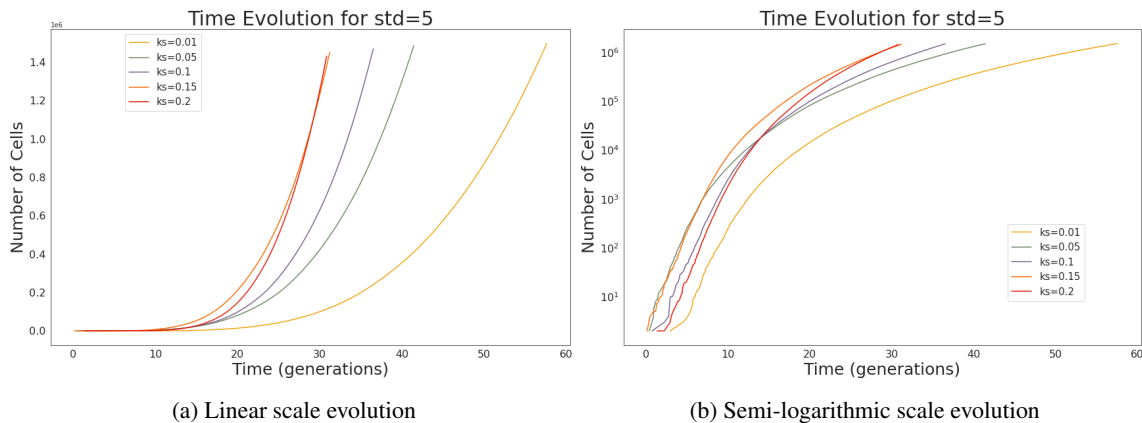 Time Evolution for std=5
1e6
ks=0.01
ks=0.05
ks=0.1
ks=0.15
ks=0.2
1.4
1.2
1.0
0.8
0.6
0.4
0.2
0.0
Number of Cells
0 10 20 30 40 50 60
Time (generations)
(a) Linear scale evolution
Time Evolution for std=5
10^6
10^5
10^4
10^3
10^2
10^1
Number of Cells
ks=0.01
ks=0.05
ks=0.1
ks=0.15
ks=0.2
0 10 20 30 40 50 60
Time (generations)
(b) Semi-logarithmic scale evolution